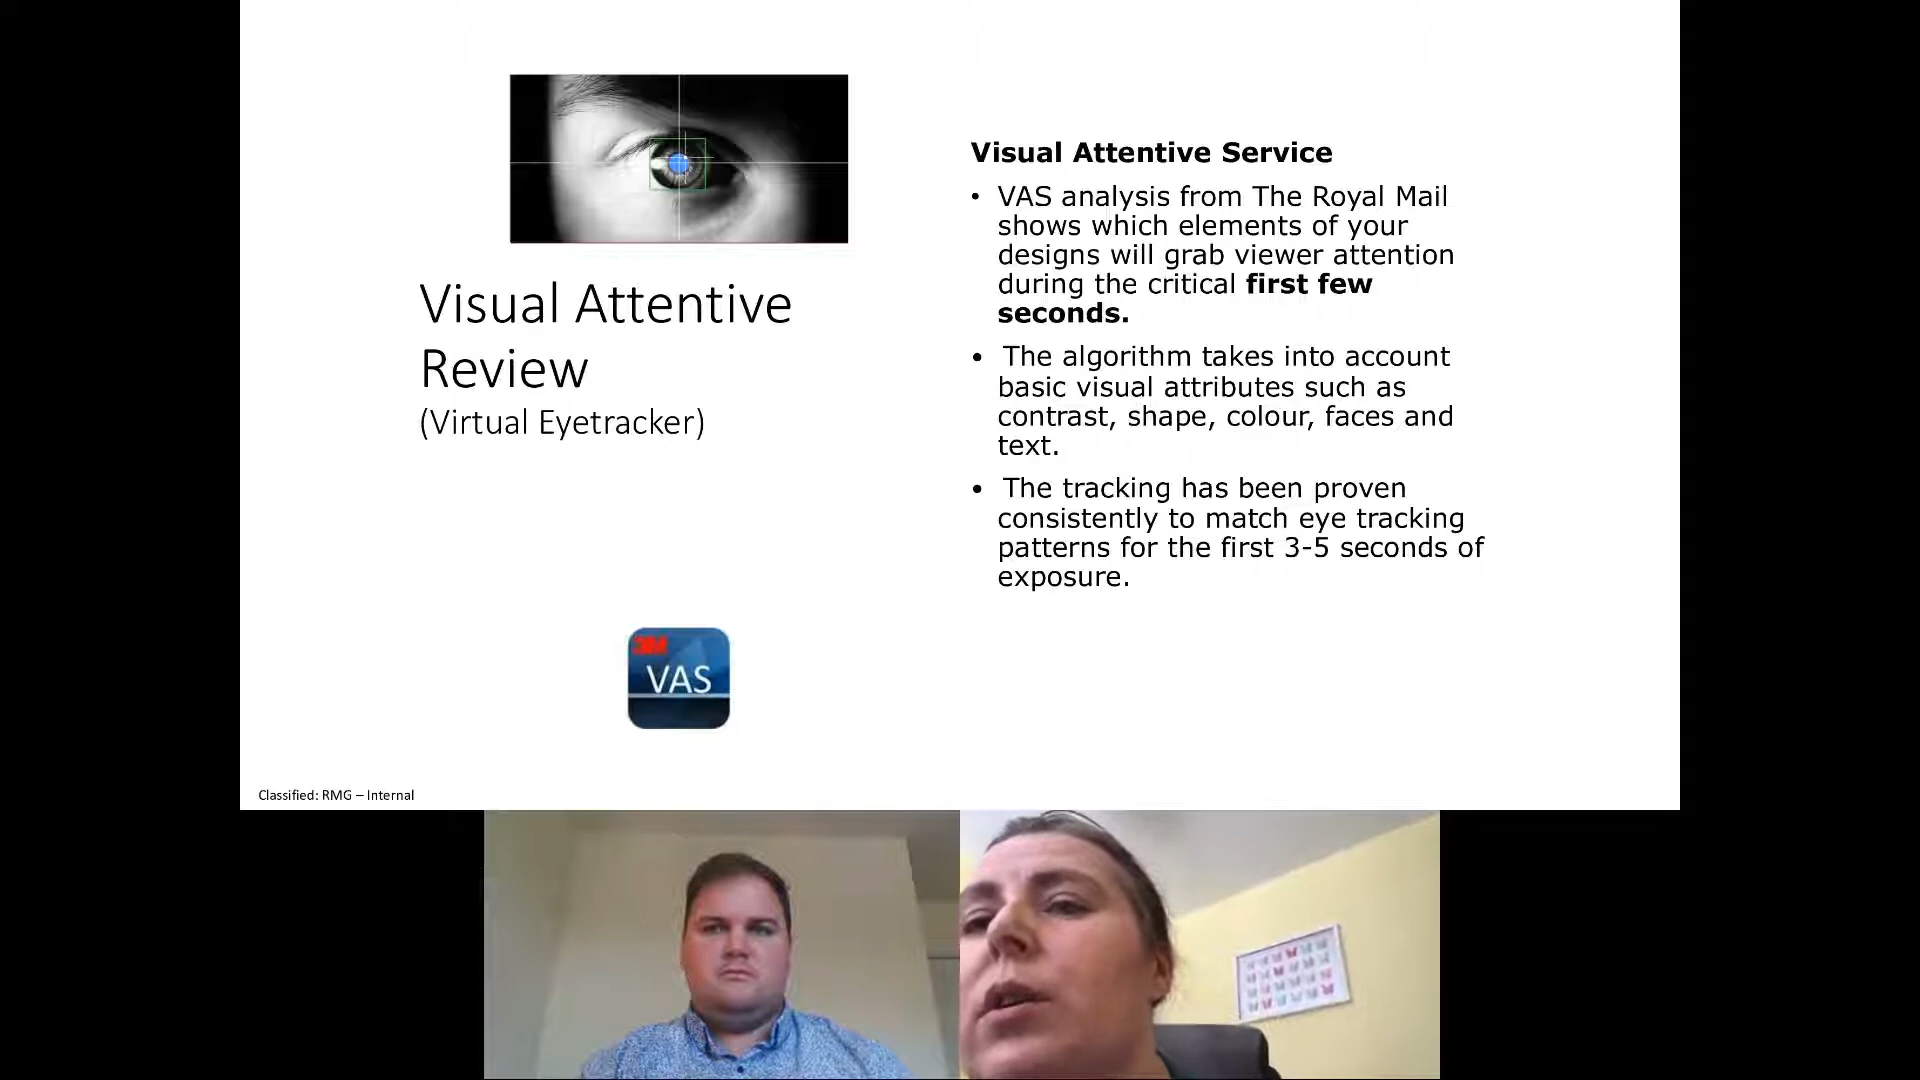 Visual Attentive
Review
(Virtual Eyetracker)
3M
VAS
Visual Attentive Service
• VAS analysis from The Royal Mail
shows which elements of your
designs will grab viewer attention
during the critical first few
seconds.
• The algorithm takes into account
basic visual attributes such as
contrast, shape, colour, faces and
text.
• The tracking has been proven
consistently to match eye tracking
patterns for the first 3-5 seconds of
exposure.
Classified: RMG – Internal